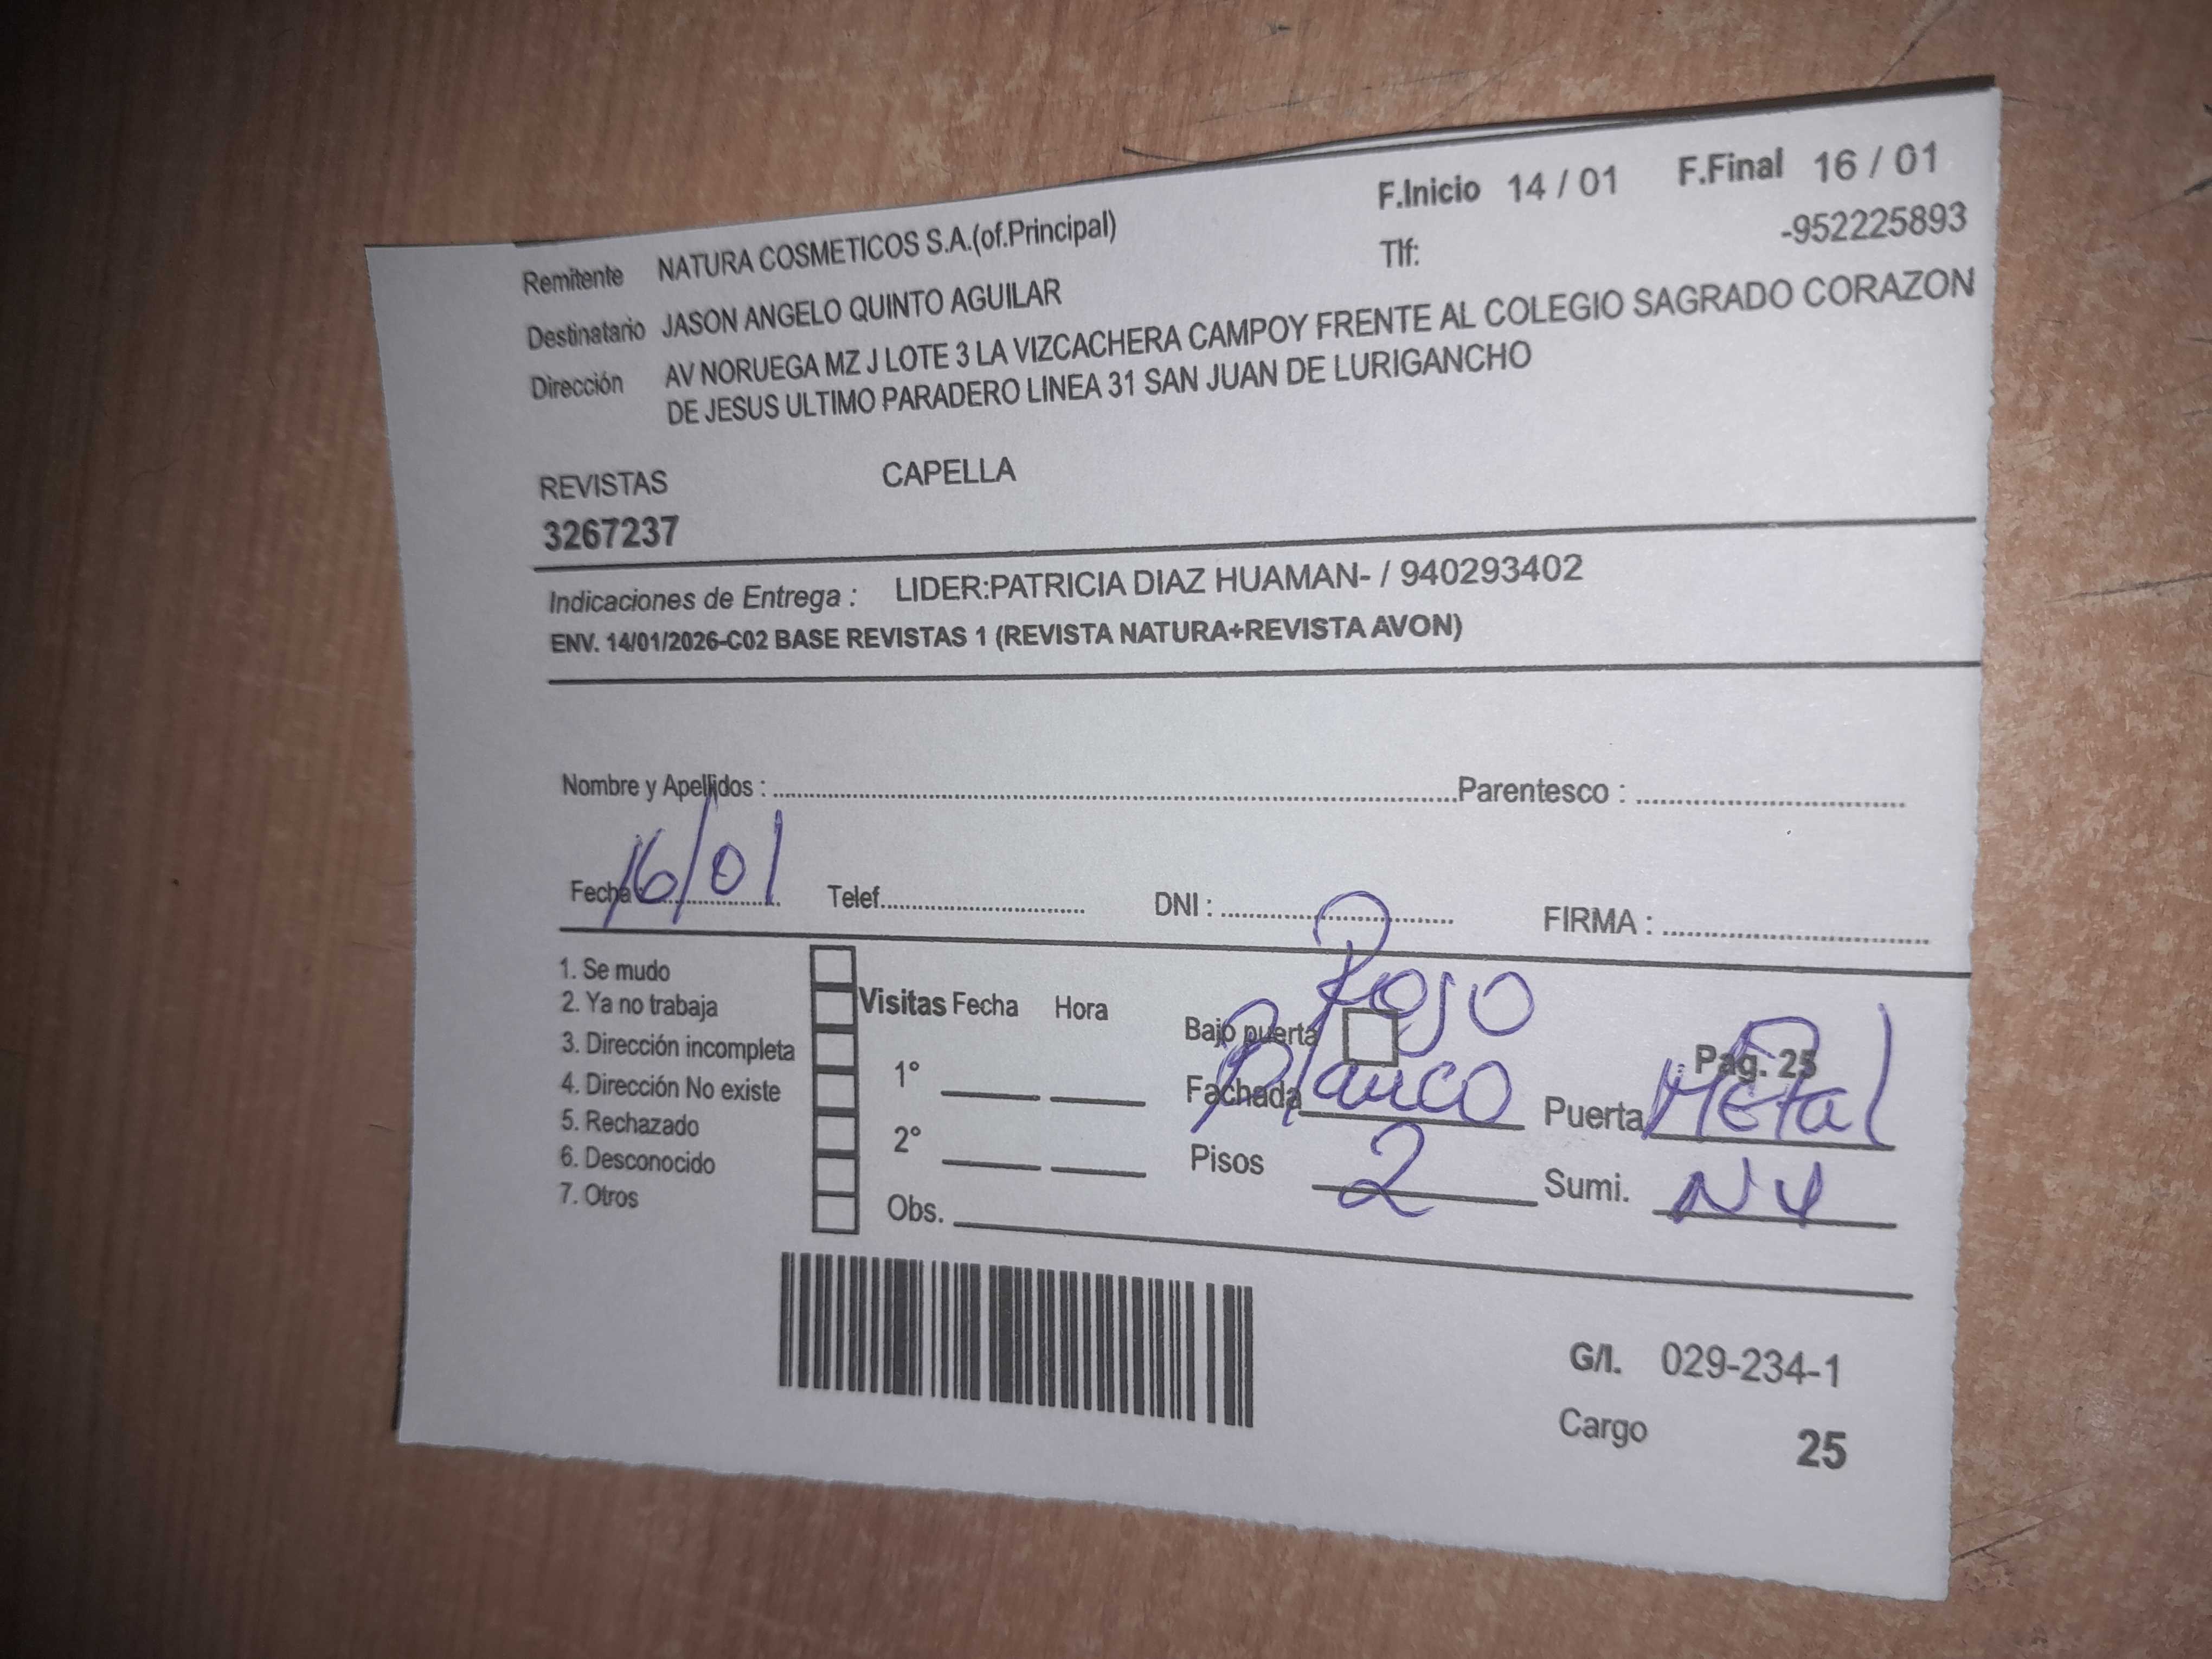 F.Inicio 14 / 01 F.Final 16 / 01
Remitente NATURA COSMETICOS S.A.(of.Principal) Tlf: -952225893
Destinatario JASON ANGELO QUINTO AGUILAR
Dirección AV NORUEGA MZ J LOTE 3 LA VIZCACHERA CAMPOY FRENTE AL COLEGIO SAGRADO CORAZON
DE JESUS ULTIMO PARADERO LINEA 31 SAN JUAN DE LURIGANCHO
REVISTAS CAPELLA
3267237
Indicaciones de Entrega : LIDER:PATRICIA DIAZ HUAMAN- / 940293402
ENV. 14/01/2026-C02 BASE REVISTAS 1 (REVISTA NATURA+REVISTA AVON)
Nombre y Apellidos : Parentesco :
Fecha 16/01 Telef. DNI : FIRMA :
1. Se mudo
2. Ya no trabaja
3. Dirección incompleta
4. Dirección No existe
5. Rechazado
6. Desconocido
7. Otros
Visitas Fecha Hora
1°
2°
Obs.
Rojo
Bajo puerta Pag. 25
Fachada Blanco Puerta Metal
Pisos 2 Sumi.
G/I. 029-234-1
Cargo 25